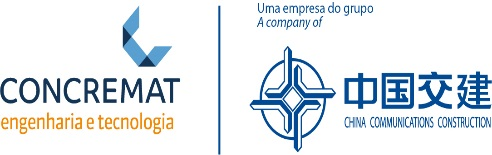 CONCREMAT
engenharia e tecnologia
Uma empresa do grupo
A company of
中国交建
CHINA COMMUNICATIONS CONSTRUCTION